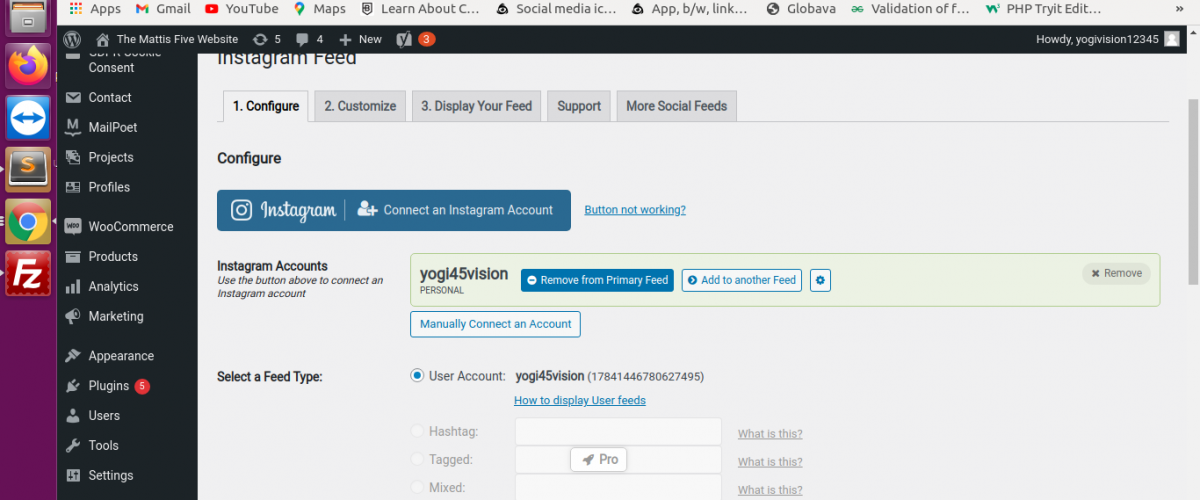 Apps Gmail YouTube Maps Learn About C... Social media ic... App, b/w, link... Globava Validation of f... PHP Tryit Edit... »
The Mattis Five Website 5 4 New 3 Howdy, yogivision12345
GDPR Cookie
Consent
Contact
MailPoet
Projects
Profiles
WooCommerce
Products
Analytics
Marketing
Appearance
Plugins 5
Users
Tools
Settings
Instagram Feed
1. Configure 2. Customize 3. Display Your Feed Support More Social Feeds
Configure
Instagram Connect an Instagram Account Button not working?
Instagram Accounts
Use the button above to connect an
Instagram account
yogi45vision
PERSONAL
Remove from Primary Feed Add to another Feed Remove
Manually Connect an Account
Select a Feed Type: User Account: yogi45vision (17841446780627495)
How to display User feeds
Hashtag: What is this?
Tagged: Pro What is this?
Mixed: What is this?